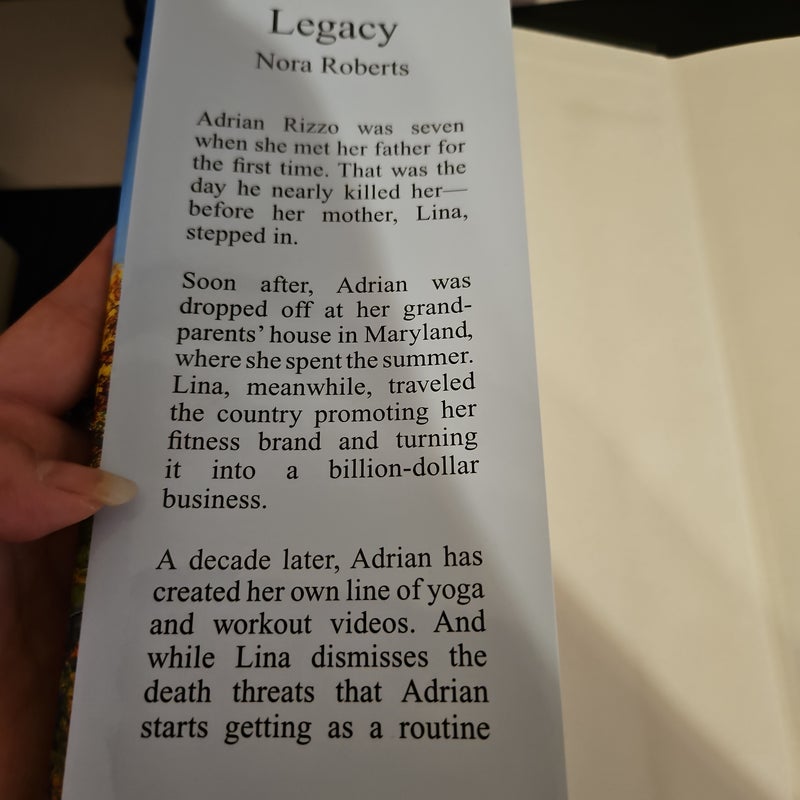 Legacy
Nora Roberts
Adrian Rizzo was seven
when she met her father for
the first time. That was the
day he nearly killed her—
before her mother, Lina,
stepped in.
Soon after, Adrian was
dropped off at her grand-
parents' house in Maryland,
where she spent the summer.
Lina, meanwhile, traveled
the country promoting her
fitness brand and turning
it into a billion-dollar
business.
A decade later, Adrian has
created her own line of yoga
and workout videos. And
while Lina dismisses the
death threats that Adrian
starts getting as a routine